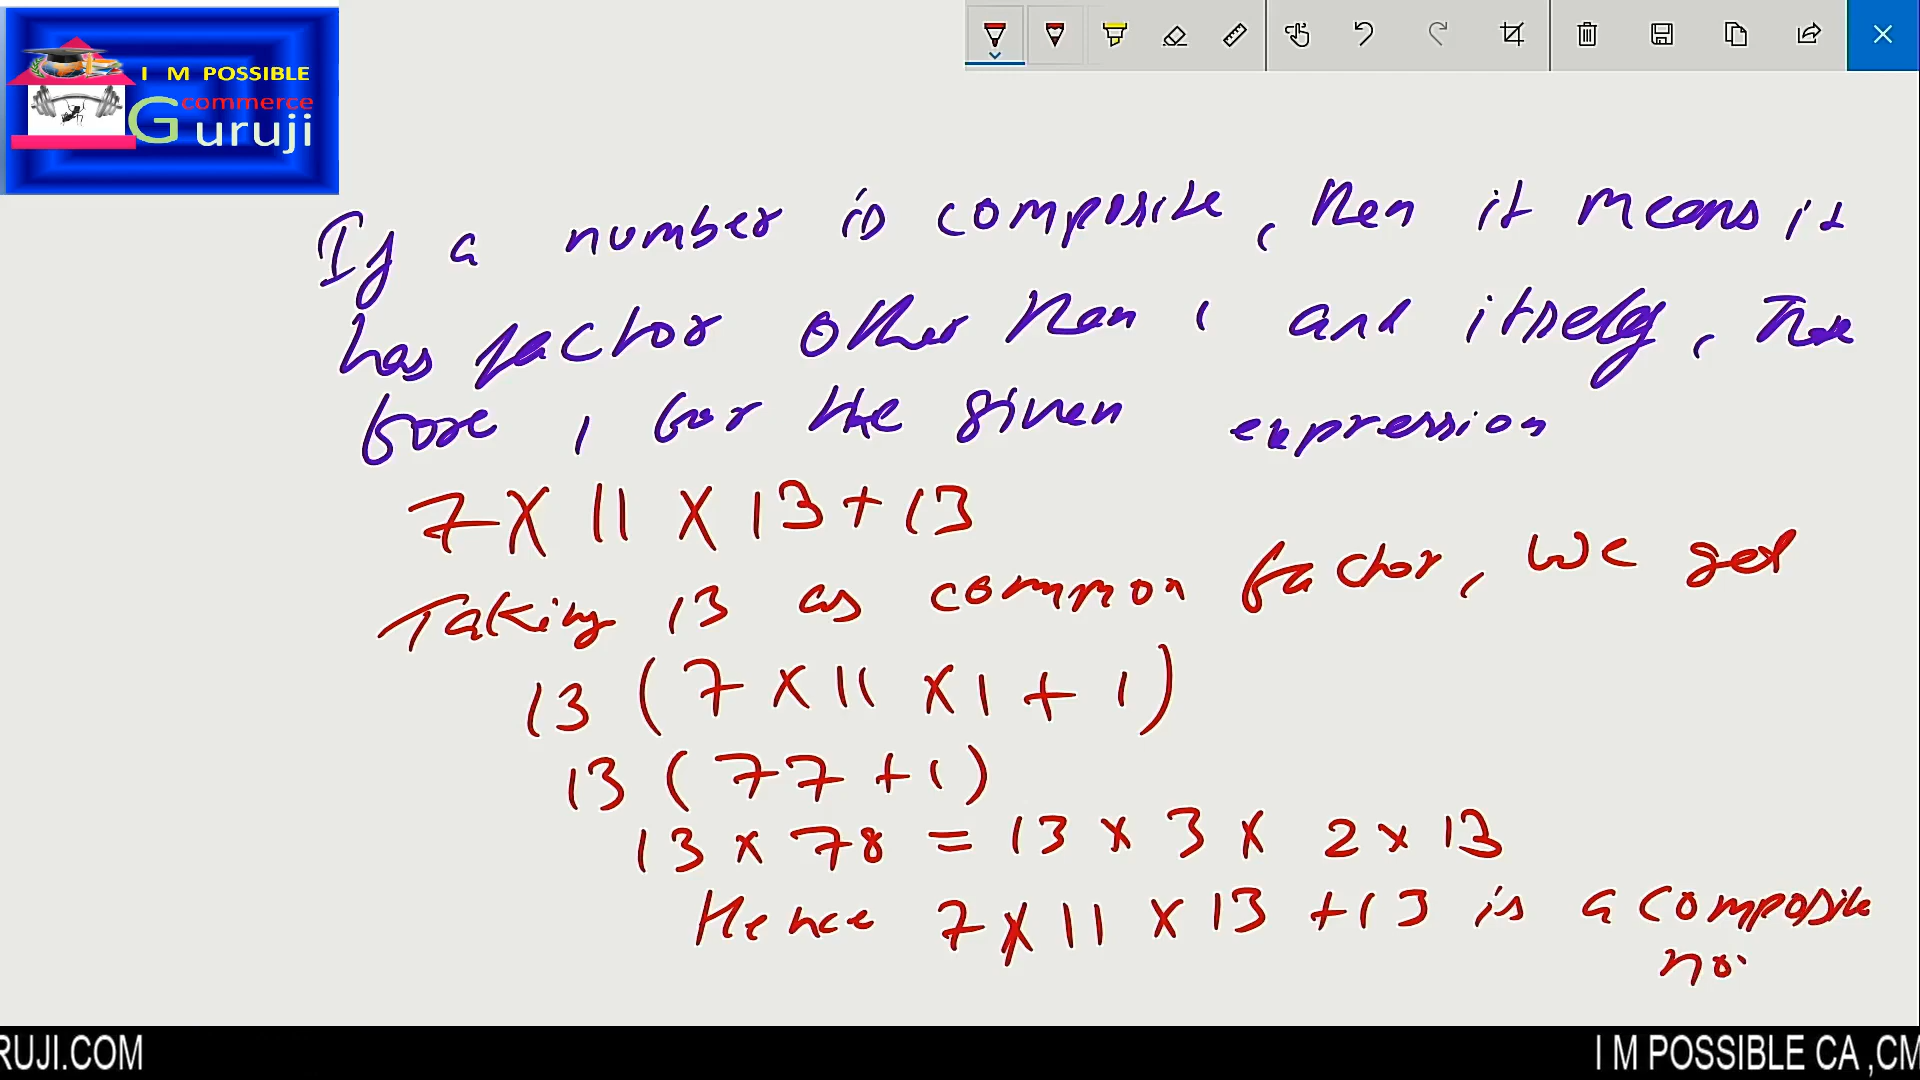 I M POSSIBLE
commerce
Guruji
If a number is composite, then it means it
has factor other than 1 and itself, There
fore, for the given expression
7 X 11 X 13 + 13
Taking 13 as common factor, we get
13 ( 7 X 11 X 1 + 1 )
13 ( 77 + 1 )
13 x 78 = 13 x 3 x 2 x 13
Hence 7 X 11 X 13 + 13 is a composite
no.
RUJI.COM
I M POSSIBLE CA ,CM